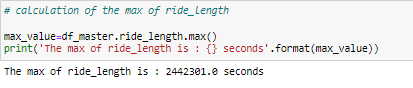 # calculation of the max of ride_length
max_value=df_master.ride_length.max()
print('The max of ride_length is : {} seconds'.format(max_value))
The max of ride_length is : 2442301.0 seconds